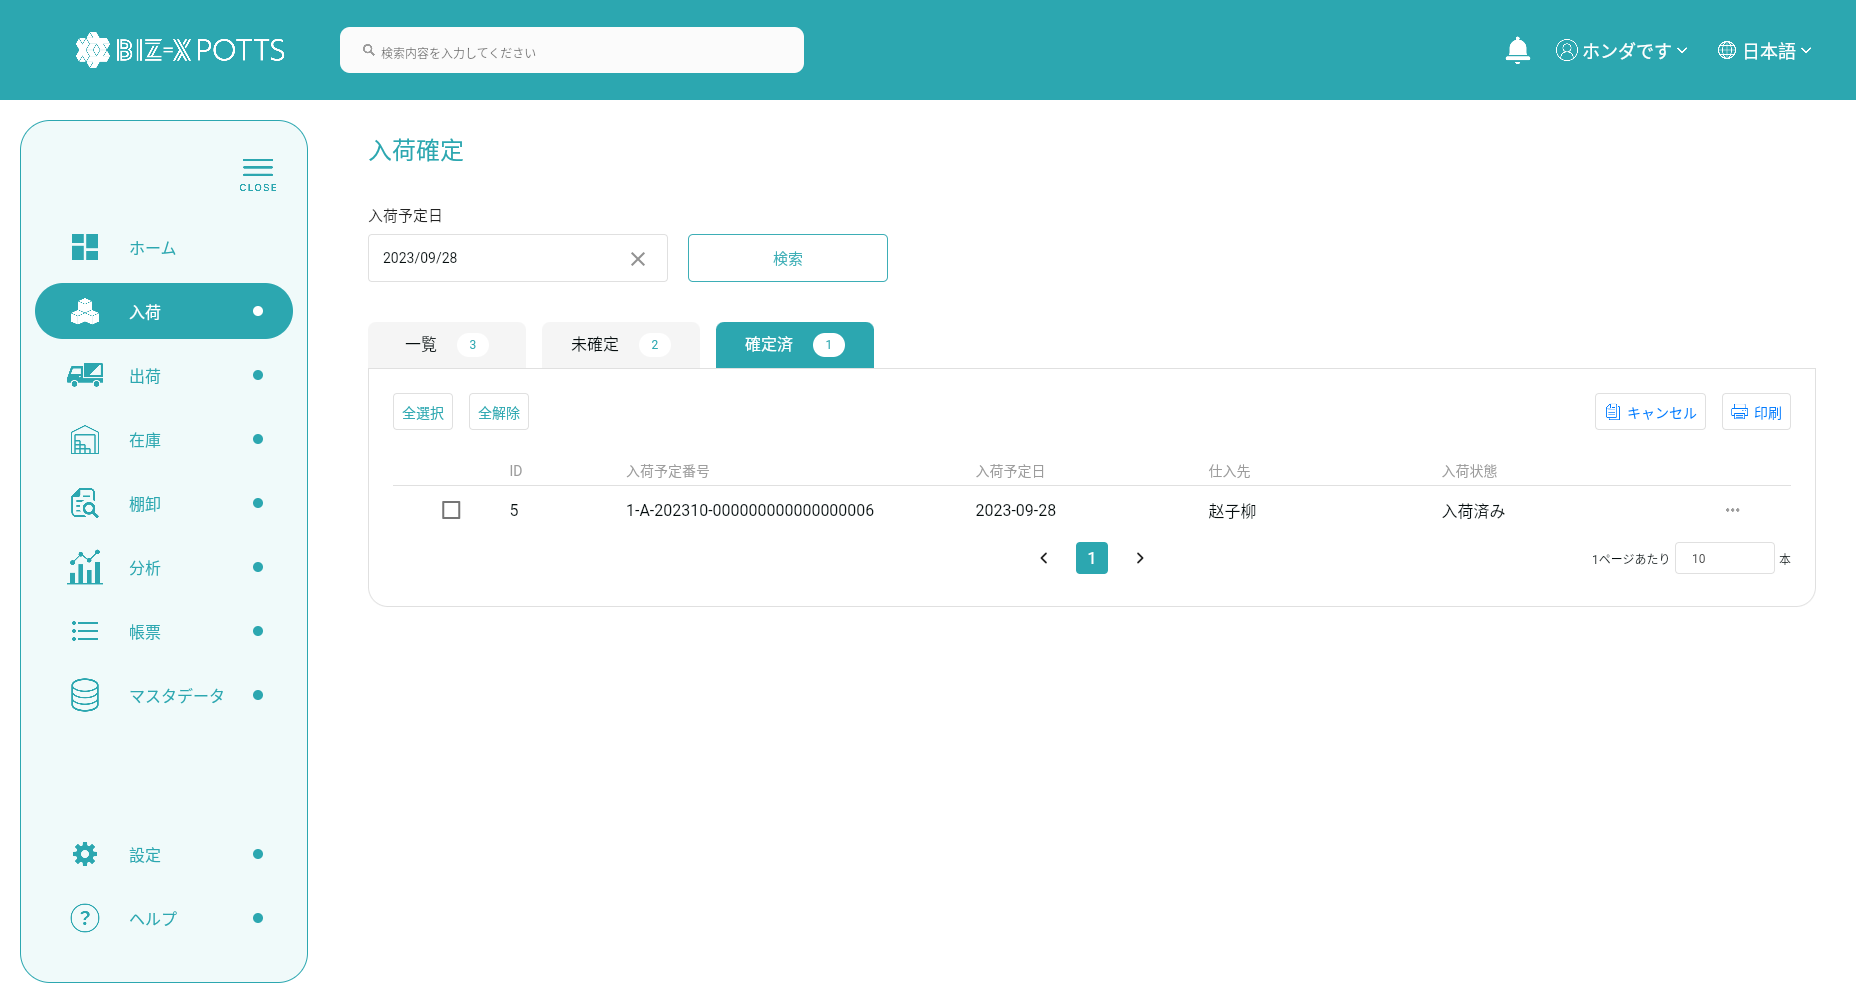 BIZ-X POTTS
検索内容を入力してください
ホンダです
日本語
CLOSE
ホーム
入荷
出荷
在庫
棚卸
分析
帳票
マスタデータ
設定
ヘルプ
入荷確定
入荷予定日
2023/09/28
検索
一覧 3
未確定 2
確定済 1
全選択
全解除
キャンセル
印刷
ID 入荷予定番号 入荷予定日 仕入先 入荷状態
5 1-A-202310-000000000000000006 2023-09-28 赵子柳 入荷済み ···
1
1ページあたり 10 本